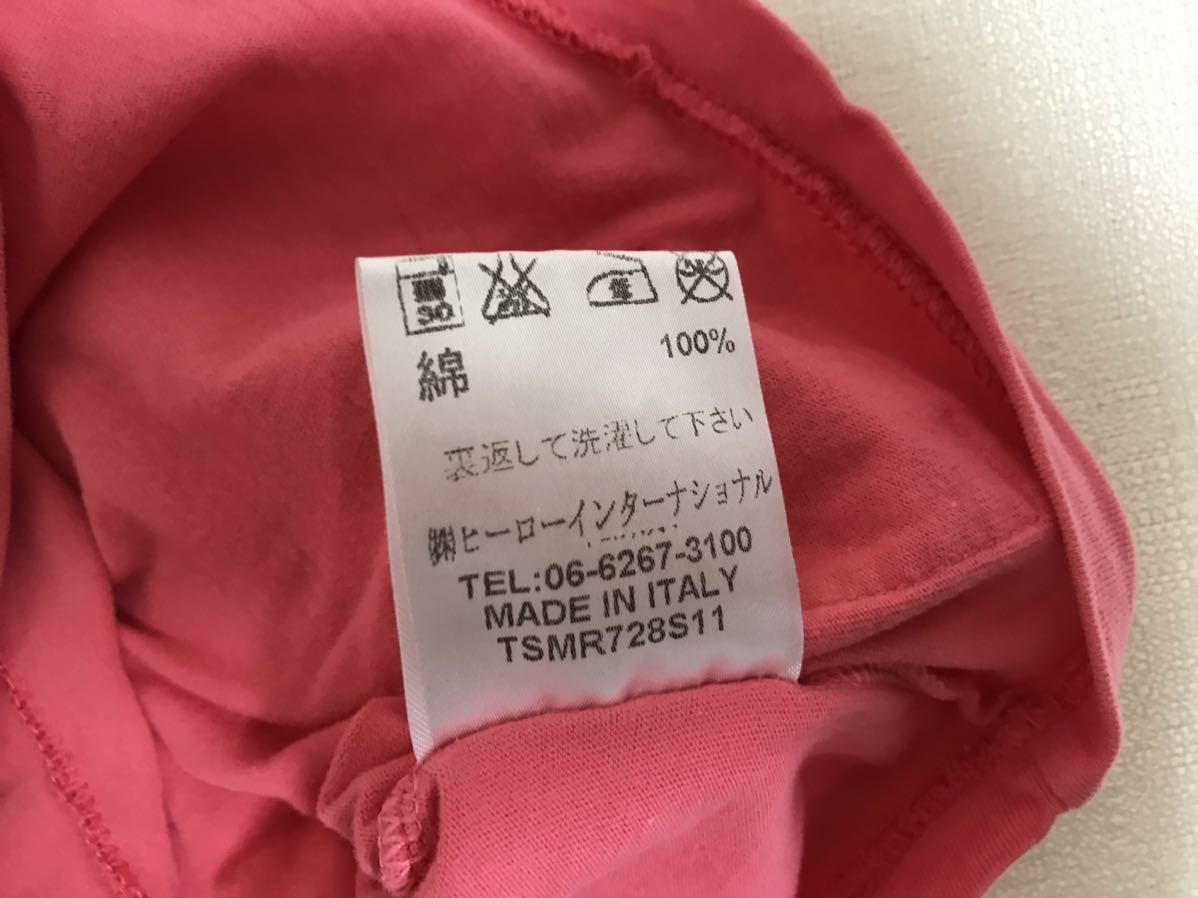 30
綿 100%
裏返して洗濯して下さい
㈱ヒーローインターナショナル
TEL:06-6267-3100
MADE IN ITALY
TSMR728S11